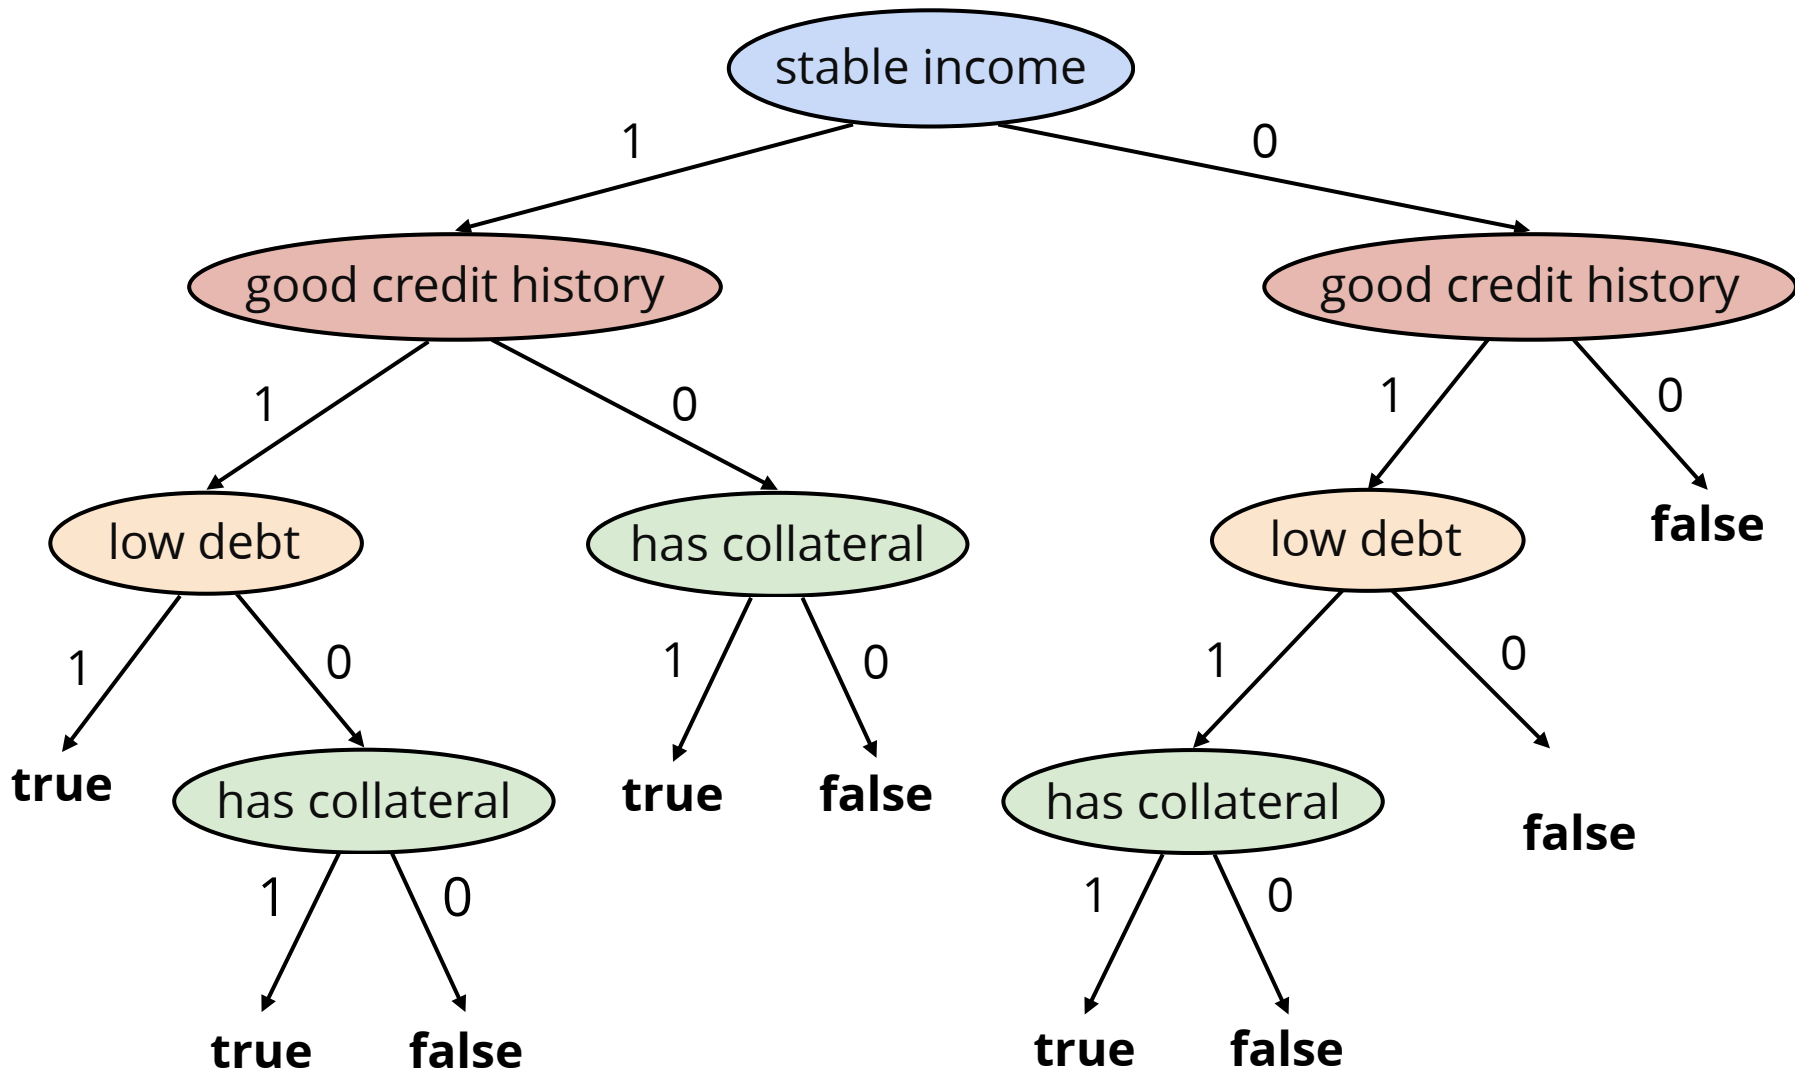 stable income
1
0
good credit history
good credit history
1
0
1
0
low debt
has collateral
low debt
false
1
0
1
0
1
0
true
has collateral
true
false
has collateral
false
1
0
1
0
true
false
true
false